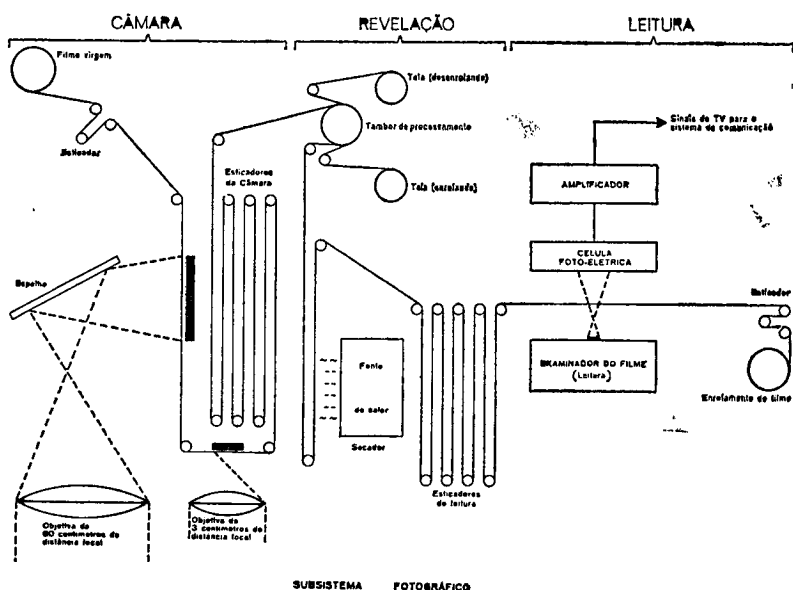 CÂMARA
REVELAÇÃO
LEITURA
Filme virgem
Esticador
Esticadores
da Câmara
Espelho
Objetiva de
60 centímetros de
distância focal
Objetiva de
3 centímetros de
distância focal
Tela (desenrolando)
Tambor de processamento
Tela (enrolando)
Fonte
de calor
Secador
Esticadores
de leitura
Sinais de TV para o
sistema de comunicação
AMPLIFICADOR
CELULA
FOTO-ELETRICA
EXAMINADOR DO FILME
(Leitura)
Esticador
Enrolamento do filme
SUBSISTEMA FOTOGRÁFICO